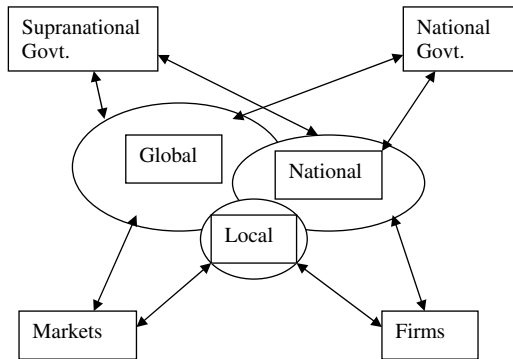 Supranational
Govt.
National
Govt.
Global
National
Local
Markets
Firms